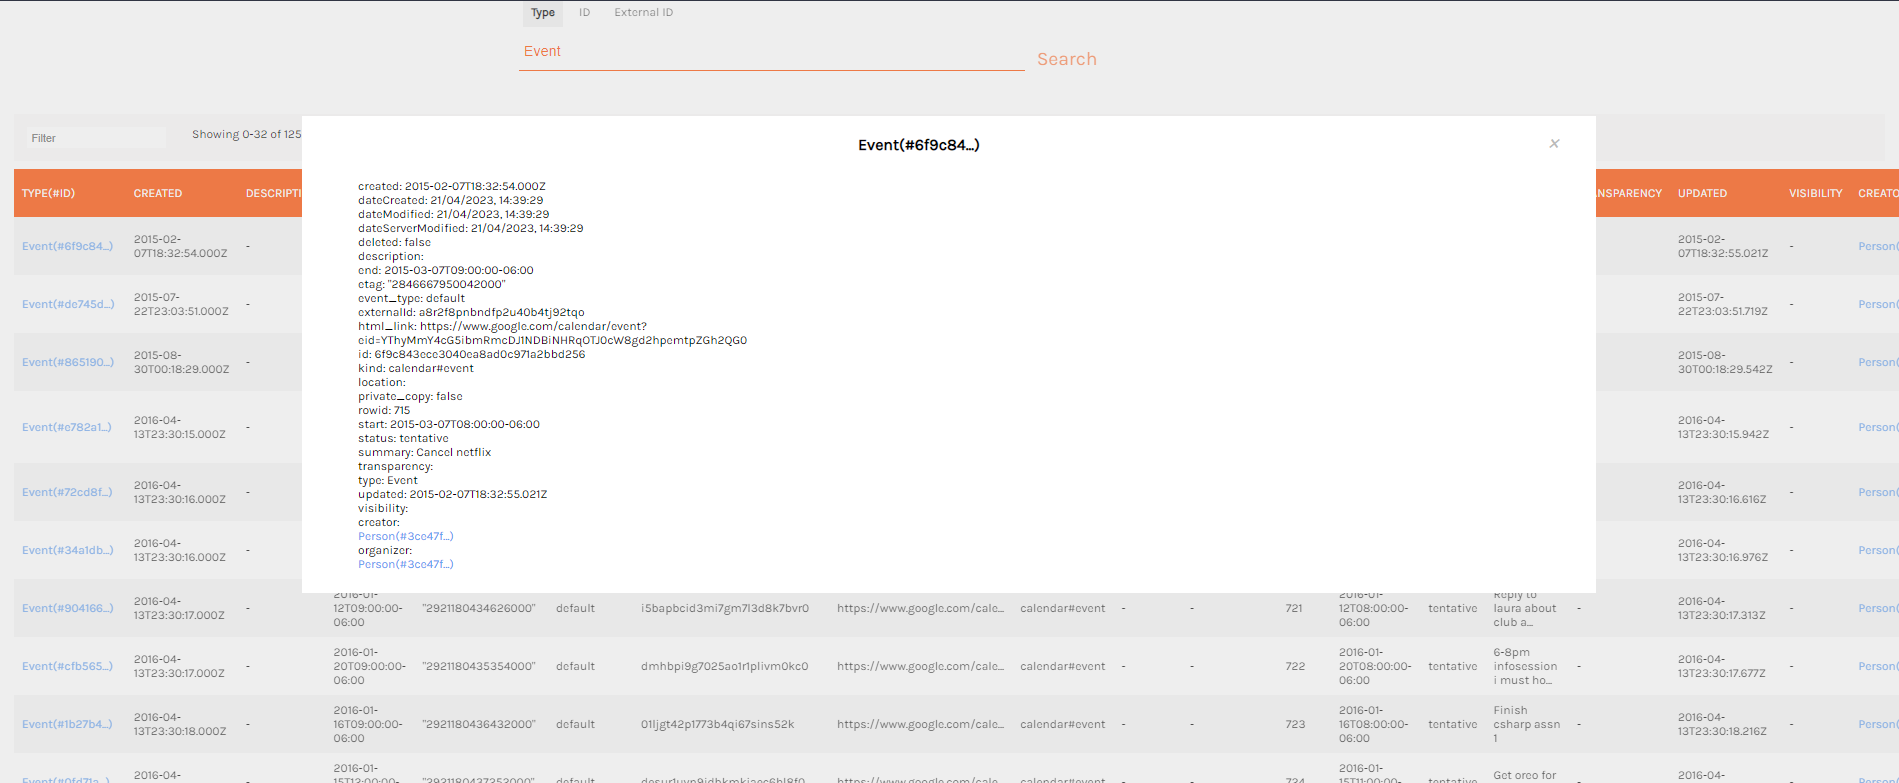 Type ID External ID
Event
Search
Filter
Showing 0-32 of 125
Event(#6f9c84...)
×
TYPE(#ID) CREATED DESCRIPTI NSPARENCY UPDATED VISIBILITY CREATO
created: 2015-02-07T18:32:54.000Z
dateCreated: 21/04/2023, 14:39:29
dateModified: 21/04/2023, 14:39:29
dateServerModified: 21/04/2023, 14:39:29
deleted: false
description:
end: 2015-03-07T09:00:00-06:00
etag: "2846667950042000"
event_type: default
externalId: a8r2f8pnbndfp2u40b4tj92tqo
html_link: https://www.google.com/calendar/event?
eid=YThyMmY4cG5ibmRmcDJ1NDBiNHRqOTJ0cW8gd2hpemtpZGh2QG0
id: 6f9c843ece3040ea8ad0c971a2bbd256
kind: calendar#event
location:
private_copy: false
rowid: 715
start: 2015-03-07T08:00:00-06:00
status: tentative
summary: Cancel netflix
transparency:
type: Event
updated: 2015-02-07T18:32:55.021Z
visibility:
creator:
Person(#3ce47f...)
organizer:
Person(#3ce47f...)
Event(#6f9c84...) 2015-02- - 2015-02- - Person(
07T18:32:54.000Z 07T18:32:55.021Z
Event(#de745d...) 2015-07- - 2015-07- - Person(
22T23:03:51.000Z 22T23:03:51.719Z
Event(#865190...) 2015-08- - 2015-08- - Person(
30T00:18:29.000Z 30T00:18:29.542Z
Event(#e782a1...) 2016-04- - 2016-04- - Person(
13T23:30:15.000Z 13T23:30:15.942Z
Event(#72cd8f...) 2016-04- - 2016-04- - Person(
13T23:30:16.000Z 13T23:30:16.616Z
Event(#34a1db...) 2016-04- - 2016-04- - Person(
13T23:30:16.000Z 13T23:30:16.976Z
2016-01- 2016-01- Reply to
Event(#904166...) 2016-04- - 12T09:00:00- "2921180434626000" default i5bapbcid3mi7gm7l3d8k7bvr0 https://www.google.com/cale... calendar#event - - 721 12T08:00:00- tentative laura about - 2016-04- - Person(
13T23:30:17.000Z 06:00 06:00 club a... 13T23:30:17.313Z
2016-01- 2016-01- 6-8pm
Event(#cfb565...) 2016-04- - 20T09:00:00- "2921180435354000" default dmhbpi9g7025ao1r1plivm0kc0 https://www.google.com/cale... calendar#event - - 722 20T08:00:00- tentative infosession - 2016-04- - Person(
13T23:30:17.000Z 06:00 06:00 i must ho... 13T23:30:17.677Z
2016-01- 2016-01- Finish
Event(#1b27b4...) 2016-04- - 16T09:00:00- "2921180436432000" default 01ljgt42p1773b4qi67sins52k https://www.google.com/cale... calendar#event - - 723 16T08:00:00- tentative csharp assn - 2016-04- - Person(
13T23:30:18.000Z 06:00 06:00 1 13T23:30:18.216Z
2016-04- 2016-01- 2016-01- Get oreo for 2016-04-